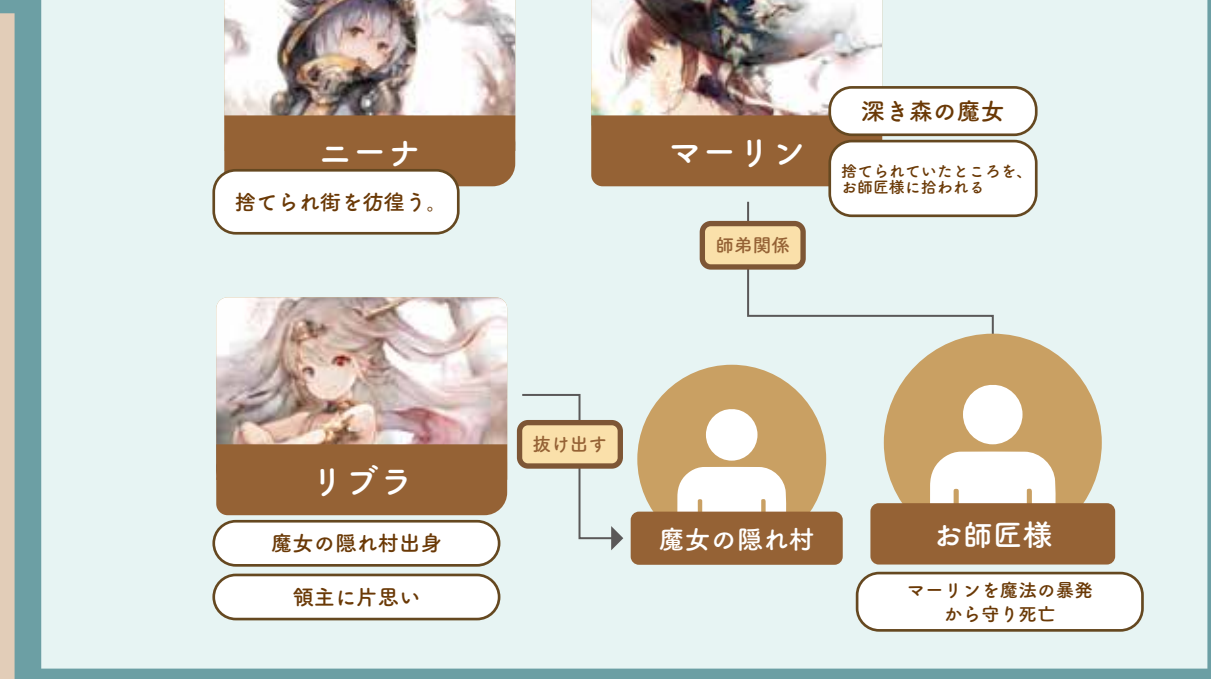 ニーナ
捨てられ街を彷徨う。
マーリン
深き森の魔女
捨てられていたところを、
お師匠様に拾われる
師弟関係
リブラ
魔女の隠れ村出身
領主に片思い
抜け出す
魔女の隠れ村
お師匠様
マーリンを魔法の暴発
から守り死亡